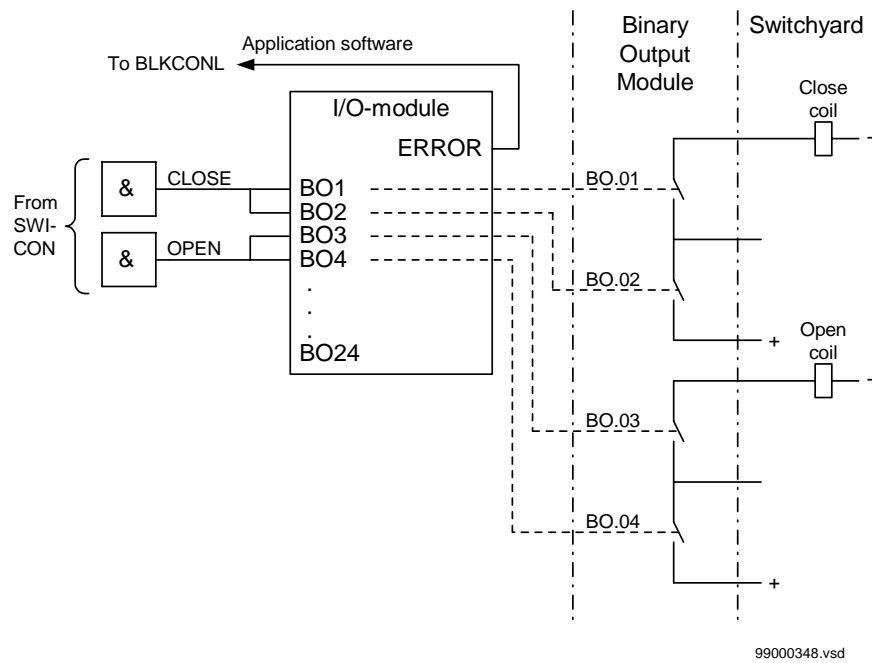 Binary
Output
Module
Switchyard
Application software
To BLKCONL
Close
coil
-
I/O-module
ERROR
From
SWI-
CON
&
CLOSE
BO1
BO2
&
OPEN
BO3
BO4
.
.
.
BO24
BO.01
BO.02
+
Open
coil
-
BO.03
BO.04
+
99000348.vsd